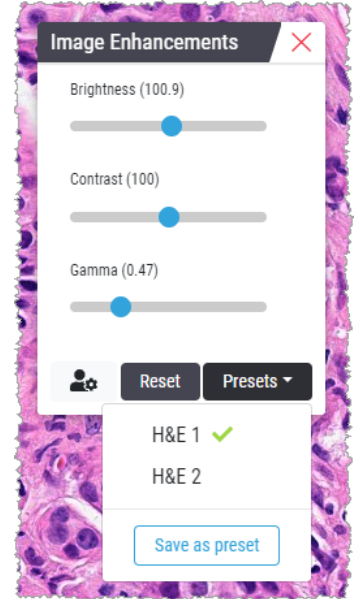 Image Enhancements
Brightness (100.9)
Contrast (100)
Gamma (0.47)
Reset Presets
H&E 1
H&E 2
Save as preset